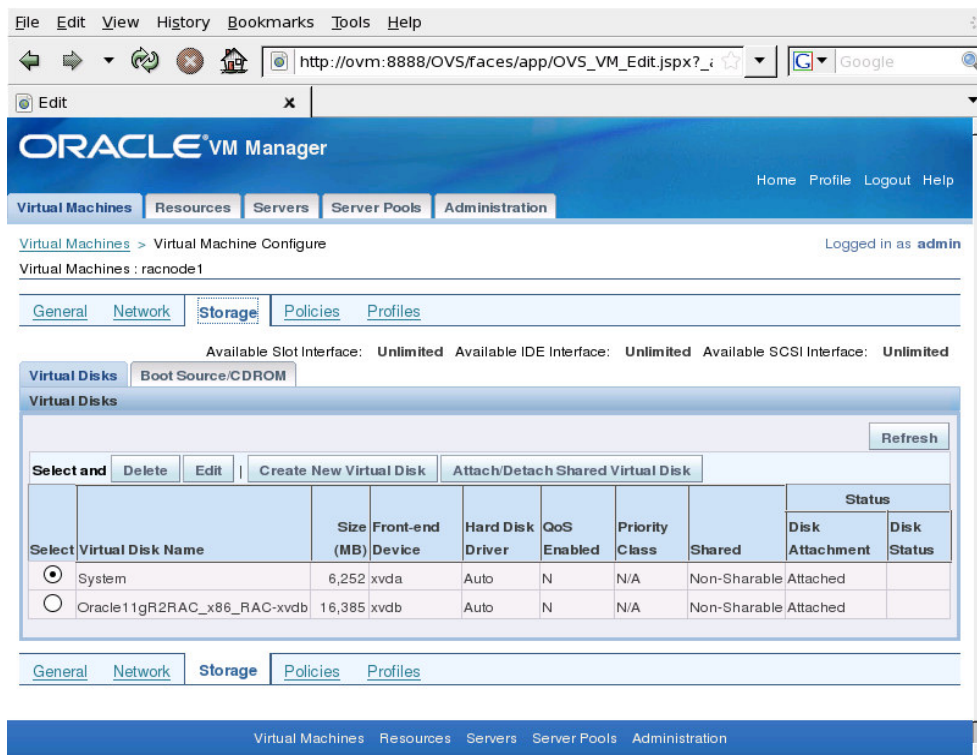 File Edit View History Bookmarks Tools Help
http://ovm:8888/OVS/faces/app/OVS_VM_Edit.jspx?_a
G Google
Edit x
ORACLE VM Manager
Home Profile Logout Help
Virtual Machines Resources Servers Server Pools Administration
Virtual Machines > Virtual Machine Configure Logged in as admin
Virtual Machines : racnode1
General Network Storage Policies Profiles
Available Slot Interface: Unlimited Available IDE Interface: Unlimited Available SCSI Interface: Unlimited
Virtual Disks Boot Source/CDROM
Virtual Disks
Refresh
Select and Delete Edit | Create New Virtual Disk Attach/Detach Shared Virtual Disk
Status
Size Front-end Hard Disk QoS Priority Disk Disk
Select Virtual Disk Name (MB) Device Driver Enabled Class Shared Attachment Status
System 6,252 xvda Auto N N/A Non-Sharable Attached
Oracle11gR2RAC_x86_RAC-xvdb 16,385 xvdb Auto N N/A Non-Sharable Attached
General Network Storage Policies Profiles
Virtual Machines Resources Servers Server Pools Administration